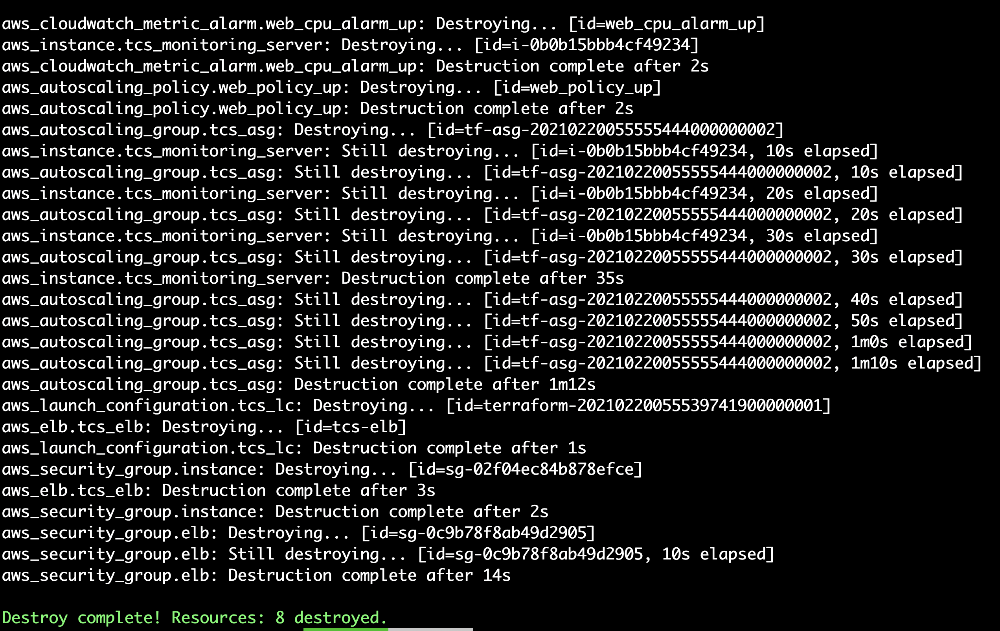 aws_cloudwatch_metric_alarm.web_cpu_alarm_up: Destroying... [id=web_cpu_alarm_up]
aws_instance.tcs_monitoring_server: Destroying... [id=i-0b0b15bbb4cf49234]
aws_cloudwatch_metric_alarm.web_cpu_alarm_up: Destruction complete after 2s
aws_autoscaling_policy.web_policy_up: Destroying... [id=web_policy_up]
aws_autoscaling_policy.web_policy_up: Destruction complete after 2s
aws_autoscaling_group.tcs_asg: Destroying... [id=tf-asg-20210220055555444000000002]
aws_instance.tcs_monitoring_server: Still destroying... [id=i-0b0b15bbb4cf49234, 10s elapsed]
aws_autoscaling_group.tcs_asg: Still destroying... [id=tf-asg-20210220055555444000000002, 10s elapsed]
aws_instance.tcs_monitoring_server: Still destroying... [id=i-0b0b15bbb4cf49234, 20s elapsed]
aws_autoscaling_group.tcs_asg: Still destroying... [id=tf-asg-20210220055555444000000002, 20s elapsed]
aws_instance.tcs_monitoring_server: Still destroying... [id=i-0b0b15bbb4cf49234, 30s elapsed]
aws_autoscaling_group.tcs_asg: Still destroying... [id=tf-asg-20210220055555444000000002, 30s elapsed]
aws_instance.tcs_monitoring_server: Destruction complete after 35s
aws_autoscaling_group.tcs_asg: Still destroying... [id=tf-asg-20210220055555444000000002, 40s elapsed]
aws_autoscaling_group.tcs_asg: Still destroying... [id=tf-asg-20210220055555444000000002, 50s elapsed]
aws_autoscaling_group.tcs_asg: Still destroying... [id=tf-asg-20210220055555444000000002, 1m0s elapsed]
aws_autoscaling_group.tcs_asg: Still destroying... [id=tf-asg-20210220055555444000000002, 1m10s elapsed]
aws_autoscaling_group.tcs_asg: Destruction complete after 1m12s
aws_launch_configuration.tcs_lc: Destroying... [id=terraform-20210220055539741900000001]
aws_elb.tcs_elb: Destroying... [id=tcs-elb]
aws_launch_configuration.tcs_lc: Destruction complete after 1s
aws_security_group.instance: Destroying... [id=sg-02f04ec84b878efce]
aws_elb.tcs_elb: Destruction complete after 3s
aws_security_group.instance: Destruction complete after 2s
aws_security_group.elb: Destroying... [id=sg-0c9b78f8ab49d2905]
aws_security_group.elb: Still destroying... [id=sg-0c9b78f8ab49d2905, 10s elapsed]
aws_security_group.elb: Destruction complete after 14s
Destroy complete! Resources: 8 destroyed.